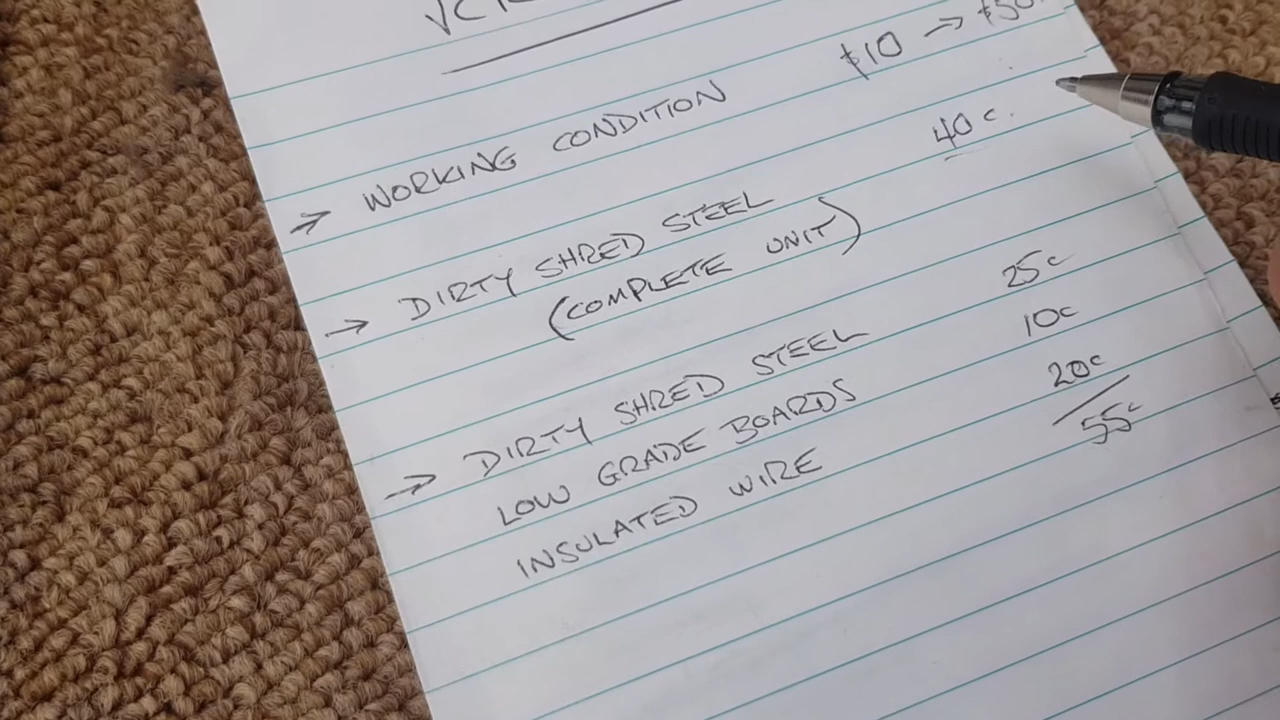 → WORKING CONDITION $10 → $50
→ DIRTY SHRED STEEL 40c.
(COMPLETE UNIT)
→ DIRTY SHRED STEEL 25c
LOW GRADE BOARDS 10c
INSULATED WIRE 20c
55c